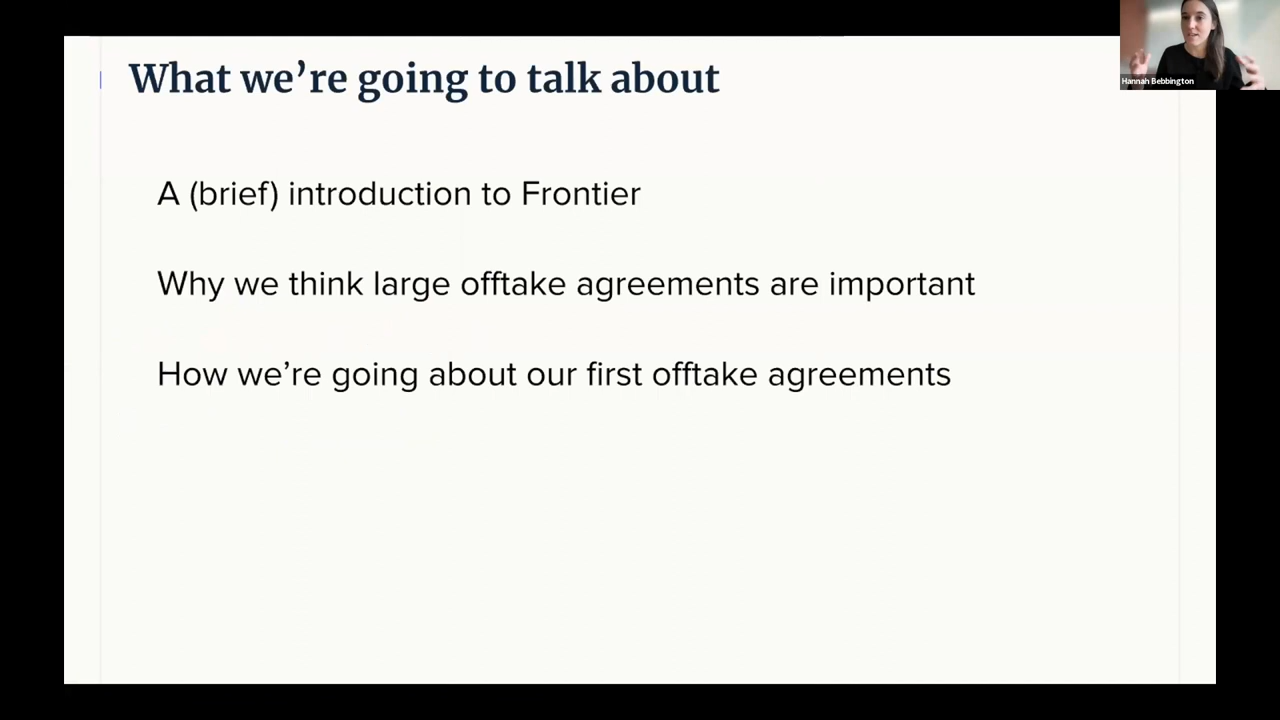 What we’re going to talk about
Hannah Bebbington
A (brief) introduction to Frontier
Why we think large offtake agreements are important
How we’re going about our first offtake agreements